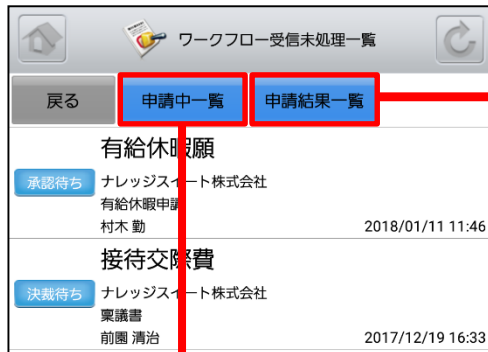 ワークフロー受信未処理一覧
戻る 申請中一覧 申請結果一覧
有給休暇願
承認待ち ナレッジスイート株式会社
有給休暇申請
村木 勤 2018/01/11 11:46
接待交際費
決裁待ち ナレッジスイート株式会社
稟議書
前園 清治 2017/12/19 16:33